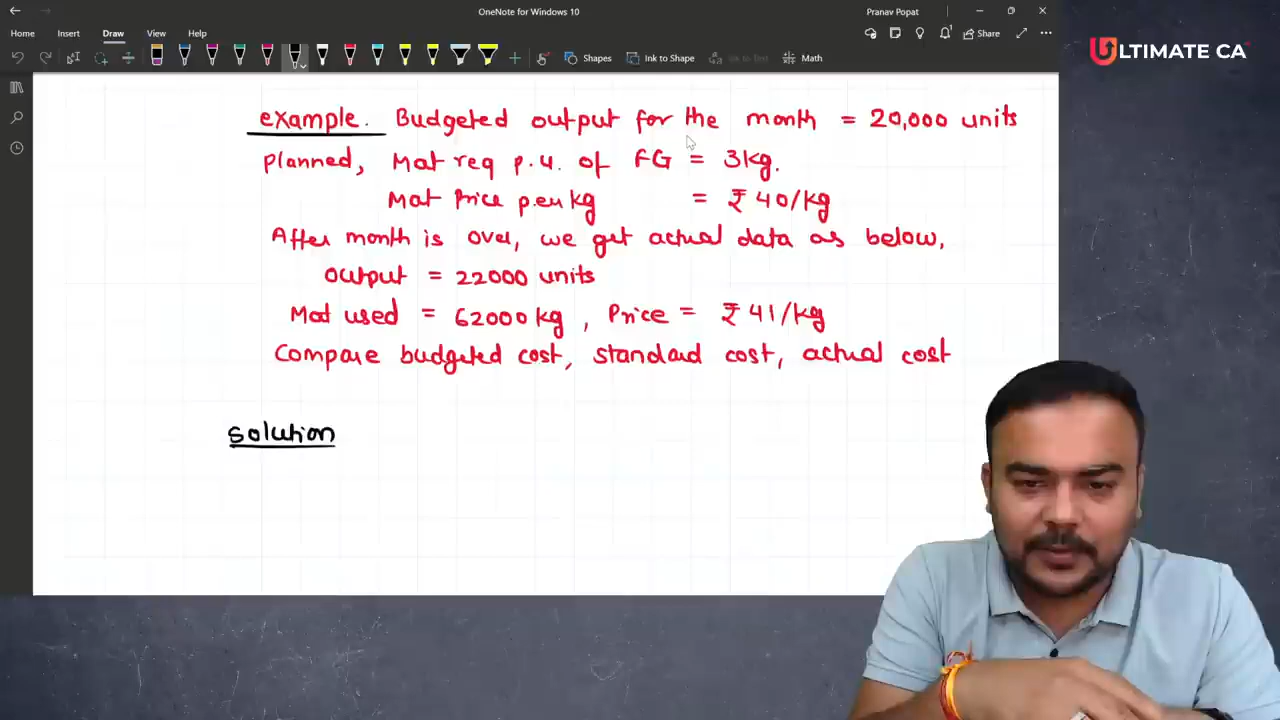 OneNote for Windows 10
Pranav Popat
Home Insert Draw View Help
Share
Shapes Ink to Shape Ink to Text Math
ULTIMATE CA
example. Budgeted output for the month = 20,000 units
planned, Mat req p.u. of FG = 3kg.
Mat Price per kg = ₹40/kg
After month is over, we get actual data as below,
output = 22000 units
Mat used = 62000 kg, Price = ₹41/kg
Compare budgeted cost, standard cost, actual cost
solution